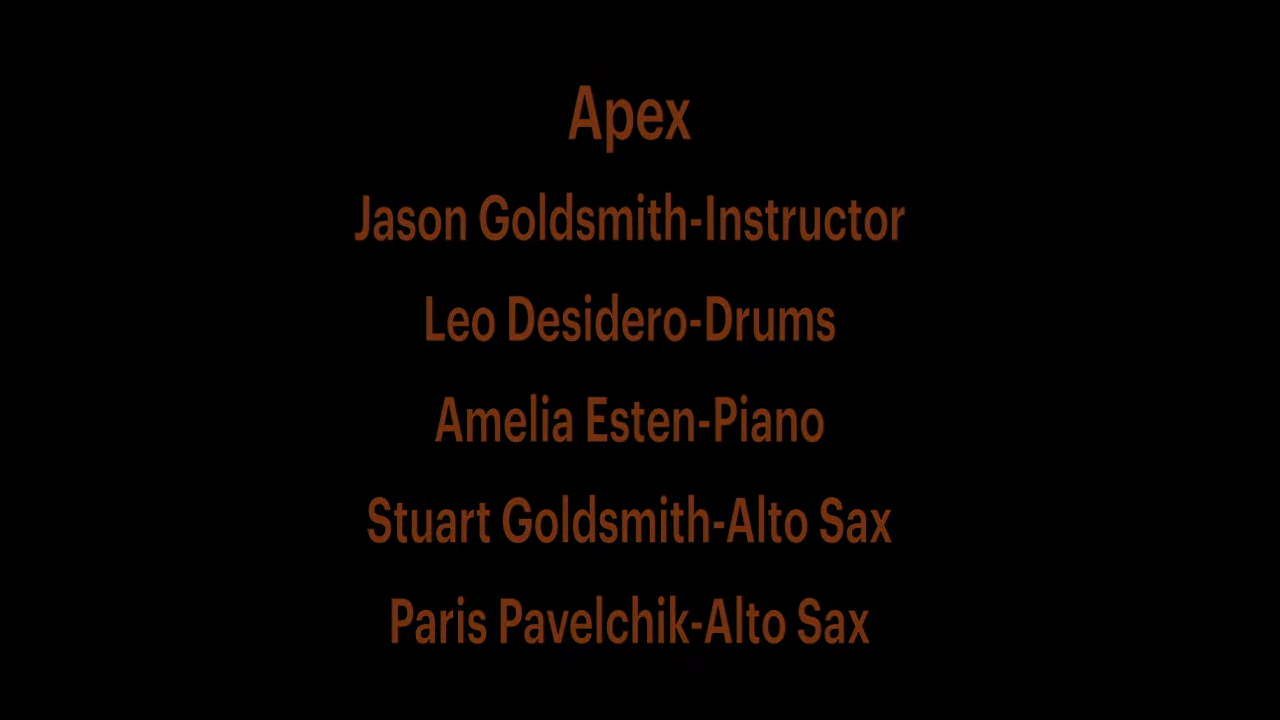 Apex
Jason Goldsmith-Instructor
Leo Desidero-Drums
Amelia Esten-Piano
Stuart Goldsmith-Alto Sax
Paris Pavelchik-Alto Sax